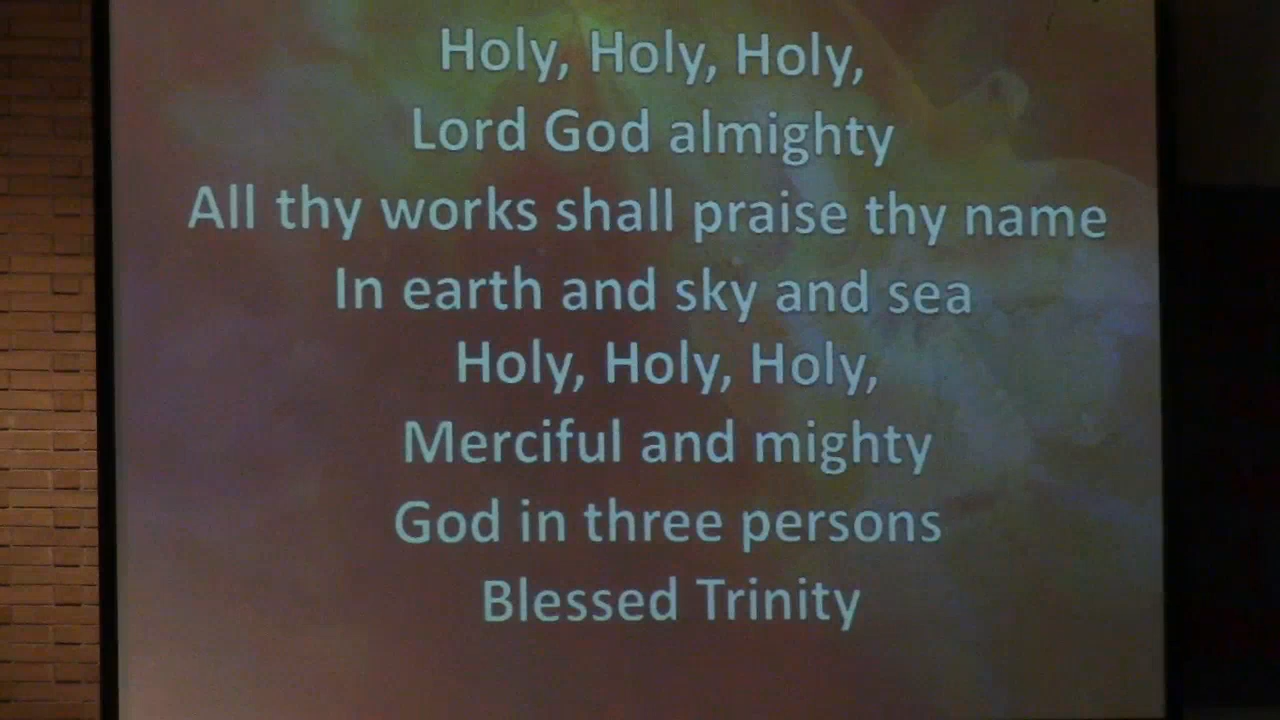 Holy, Holy, Holy,
Lord God almighty
All thy works shall praise thy name
In earth and sky and sea
Holy, Holy, Holy,
Merciful and mighty
God in three persons
Blessed Trinity